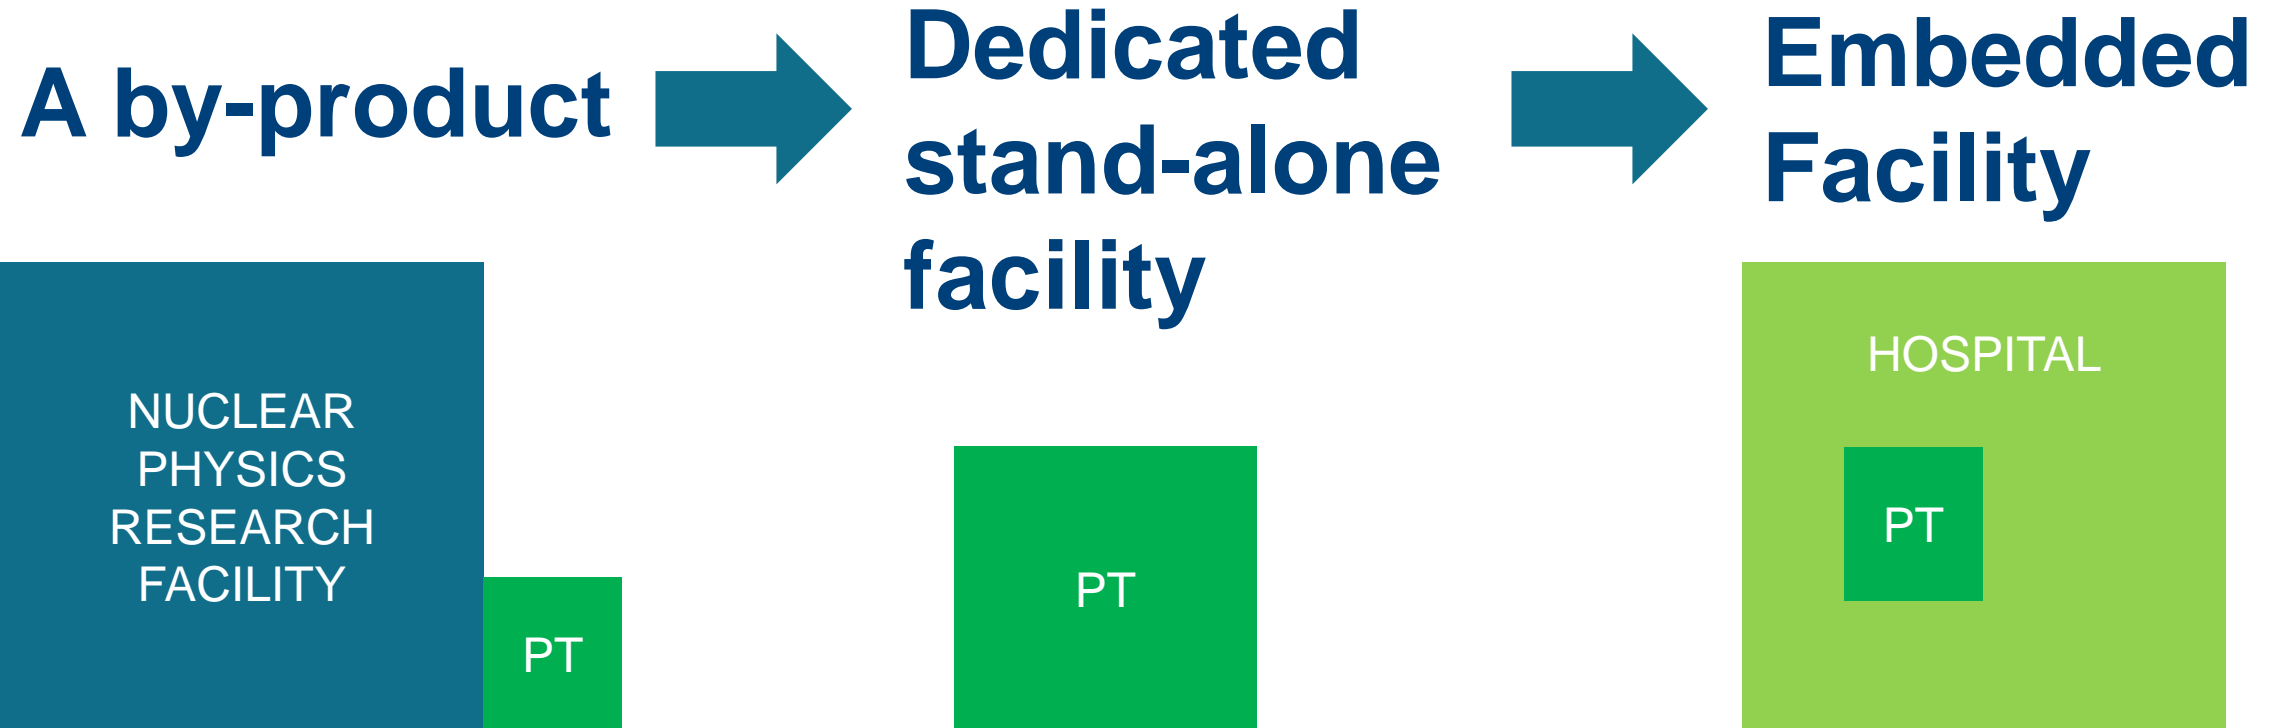 A by-product
Dedicated
stand-alone
facility
Embedded
Facility
NUCLEAR
PHYSICS
RESEARCH
FACILITY
PT
PT
HOSPITAL
PT